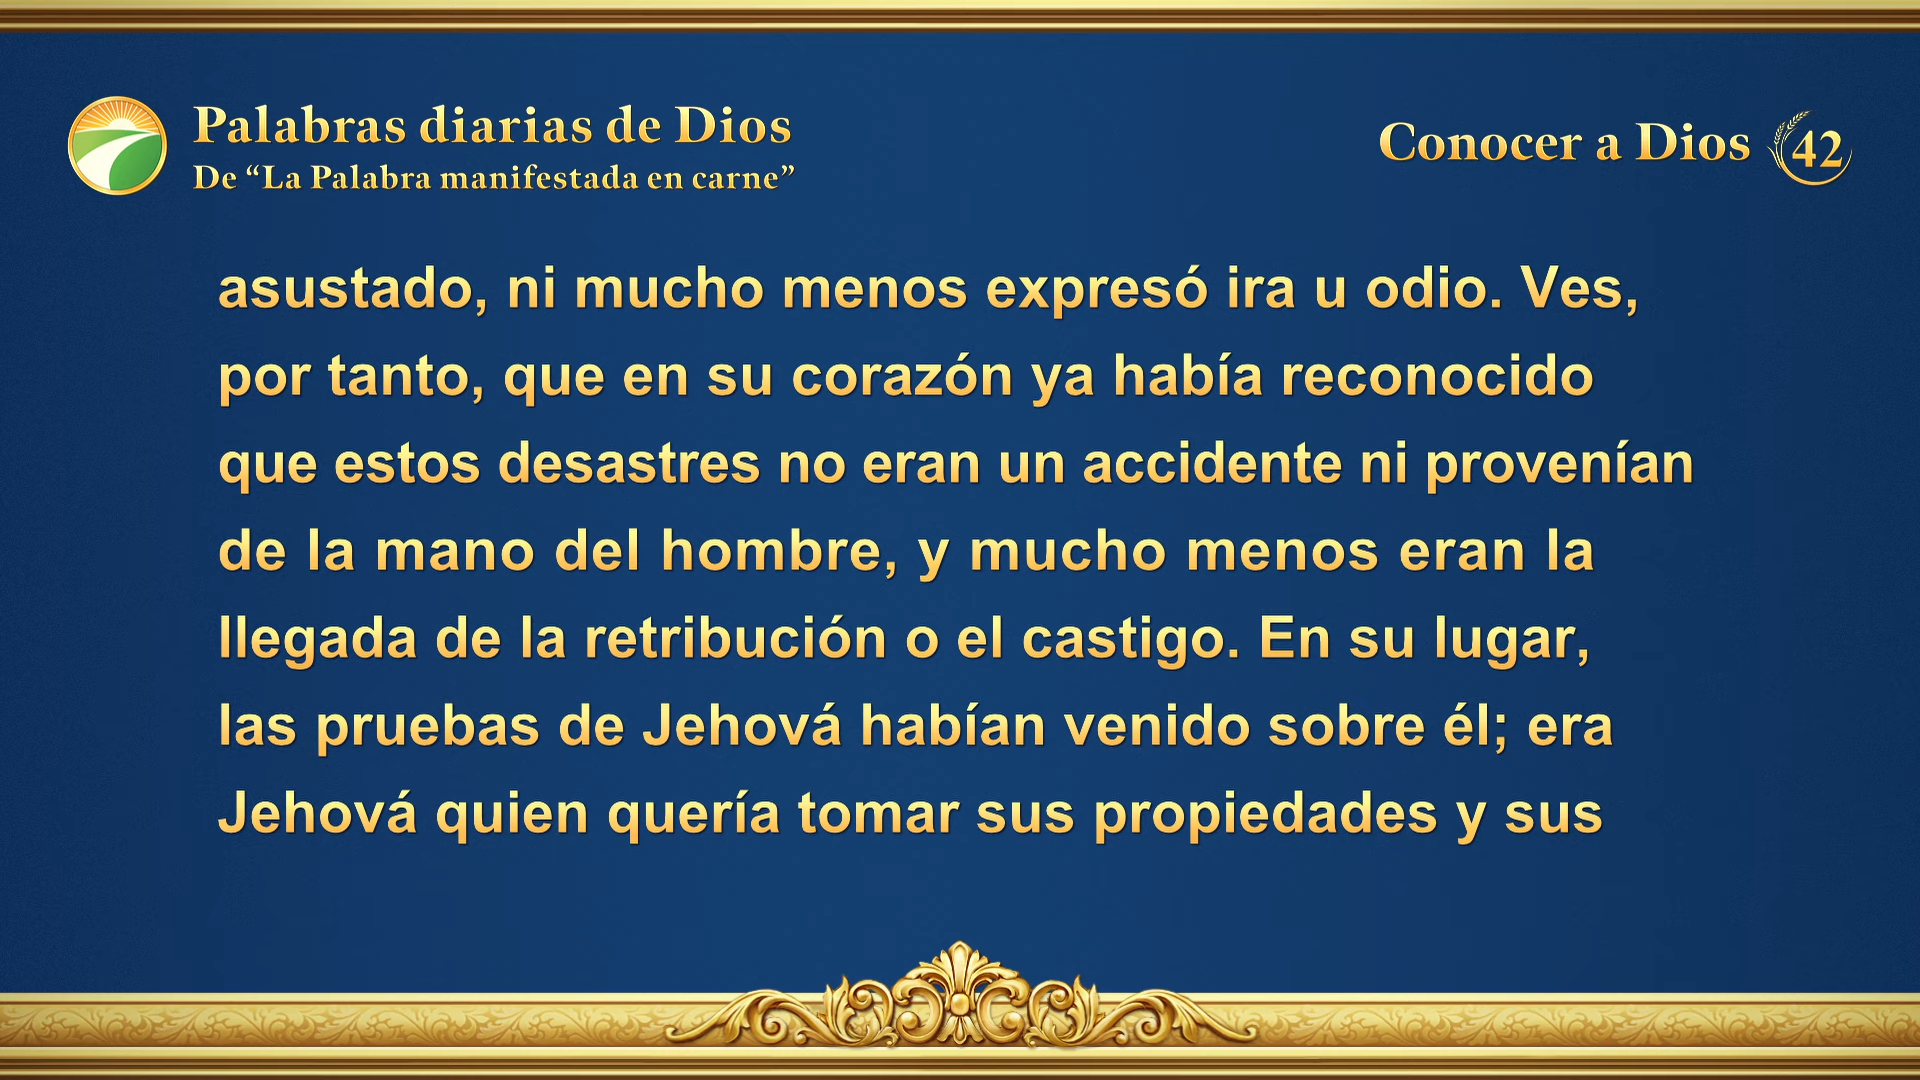 Palabras diarias de Dios
De “La Palabra manifestada en carne”
Conocer a Dios 42
asustado, ni mucho menos expresó ira u odio. Ves,
por tanto, que en su corazón ya había reconocido
que estos desastres no eran un accidente ni provenían
de la mano del hombre, y mucho menos eran la
llegada de la retribución o el castigo. En su lugar,
las pruebas de Jehová habían venido sobre él; era
Jehová quien quería tomar sus propiedades y sus